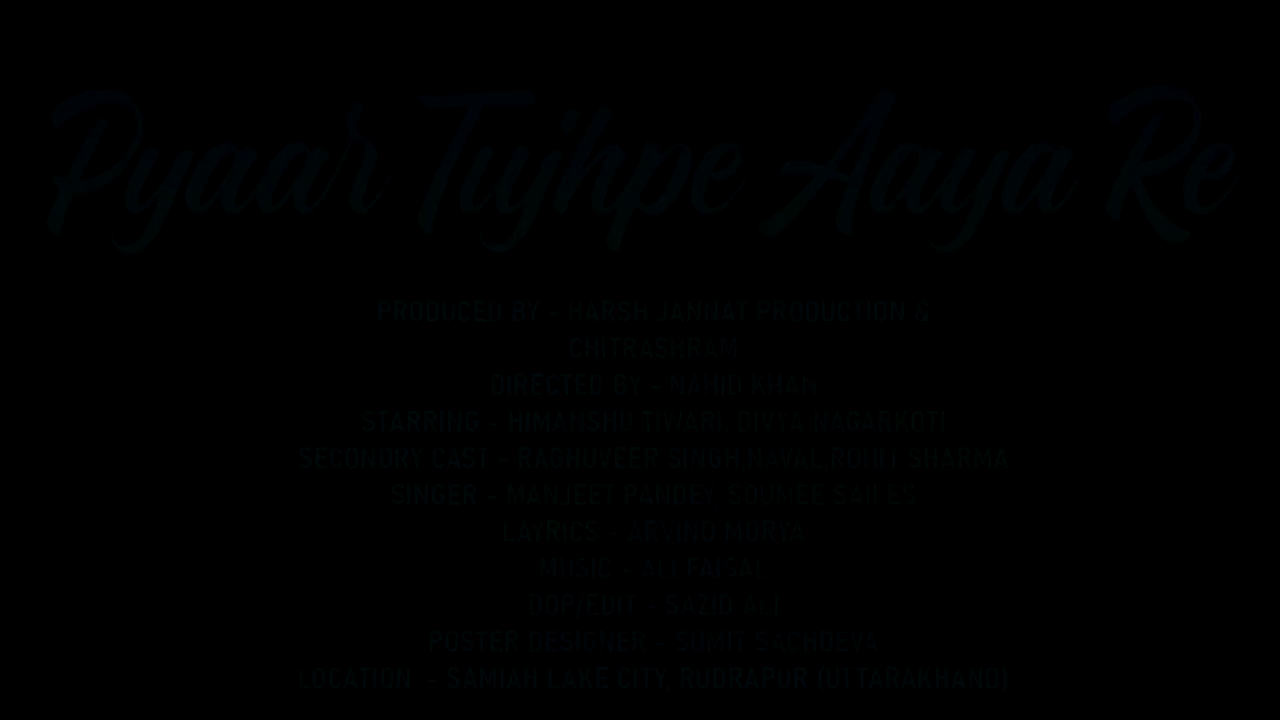 Pyaar Tujhpe Aaya Re
PRODUCED BY - HARSH JANNAT PRODUCTION &
CHITRASHRAM
DIRECTED BY - NAHID KHAN
STARRING - HIMANSHU TIWARI, DIVYA NAGARKOTI
SECONDRY CAST - RAGHUVEER SINGH,NAVAL,ROHIT SHARMA
SINGER - MANJEET PANDEY, SOUMEE SAILES
LAYRICS - ARVIND MORYA
MUSIC - ALI FAISAL
DOP/EDIT - SAZID ALI
POSTER DESIGNER - SUMIT SACHDEVA
LOCATION - SAMIAH LAKE CITY, RUDRAPUR (UTTARAKHAND)